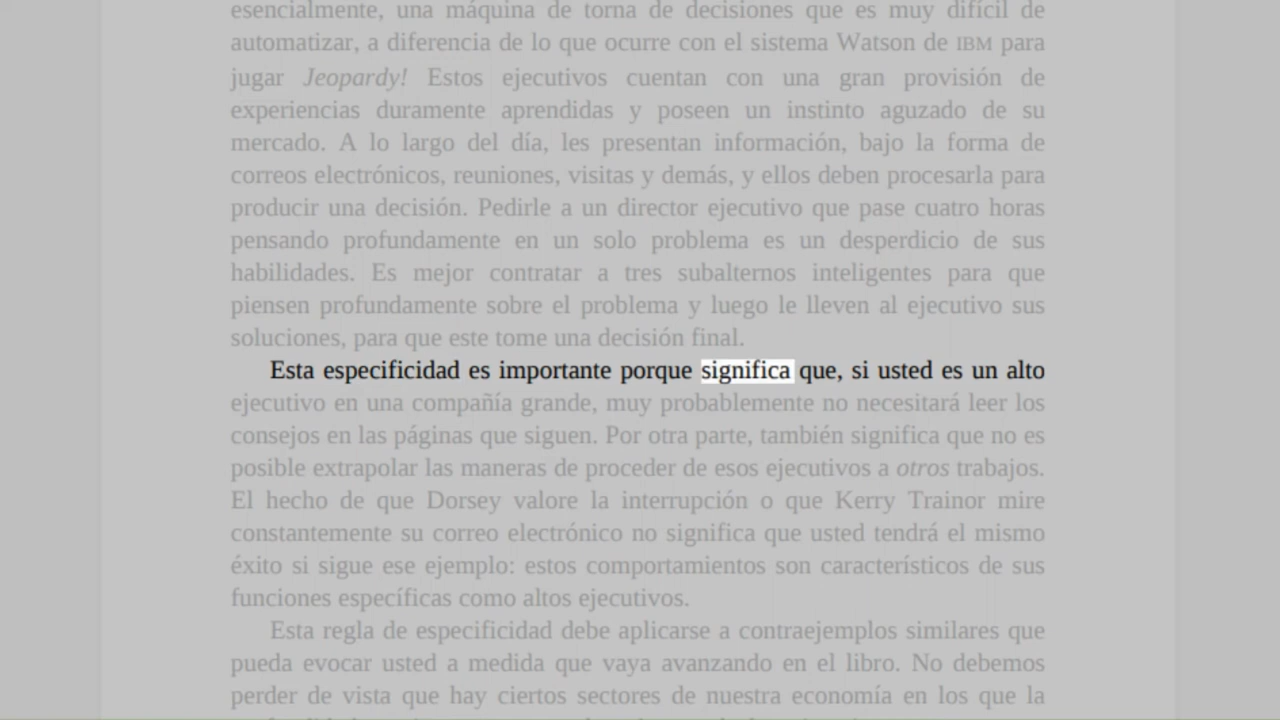 esencialmente, una máquina de torna de decisiones que es muy difícil de
automatizar, a diferencia de lo que ocurre con el sistema Watson de IBM para
jugar Jeopardy! Estos ejecutivos cuentan con una gran provisión de
experiencias duramente aprendidas y poseen un instinto aguzado de su
mercado. A lo largo del día, les presentan información, bajo la forma de
correos electrónicos, reuniones, visitas y demás, y ellos deben procesarla para
producir una decisión. Pedirle a un director ejecutivo que pase cuatro horas
pensando profundamente en un solo problema es un desperdicio de sus
habilidades. Es mejor contratar a tres subalternos inteligentes para que
piensen profundamente sobre el problema y luego le lleven al ejecutivo sus
soluciones, para que este tome una decisión final.
Esta especificidad es importante porque significa que, si usted es un alto
ejecutivo en una compañía grande, muy probablemente no necesitará leer los
consejos en las páginas que siguen. Por otra parte, también significa que no es
posible extrapolar las maneras de proceder de esos ejecutivos a otros trabajos.
El hecho de que Dorsey valore la interrupción o que Kerry Trainor mire
constantemente su correo electrónico no significa que usted tendrá el mismo
éxito si sigue ese ejemplo: estos comportamientos son característicos de sus
funciones específicas como altos ejecutivos.
Esta regla de especificidad debe aplicarse a contraejemplos similares que
pueda evocar usted a medida que vaya avanzando en el libro. No debemos
perder de vista que hay ciertos sectores de nuestra economía en los que la